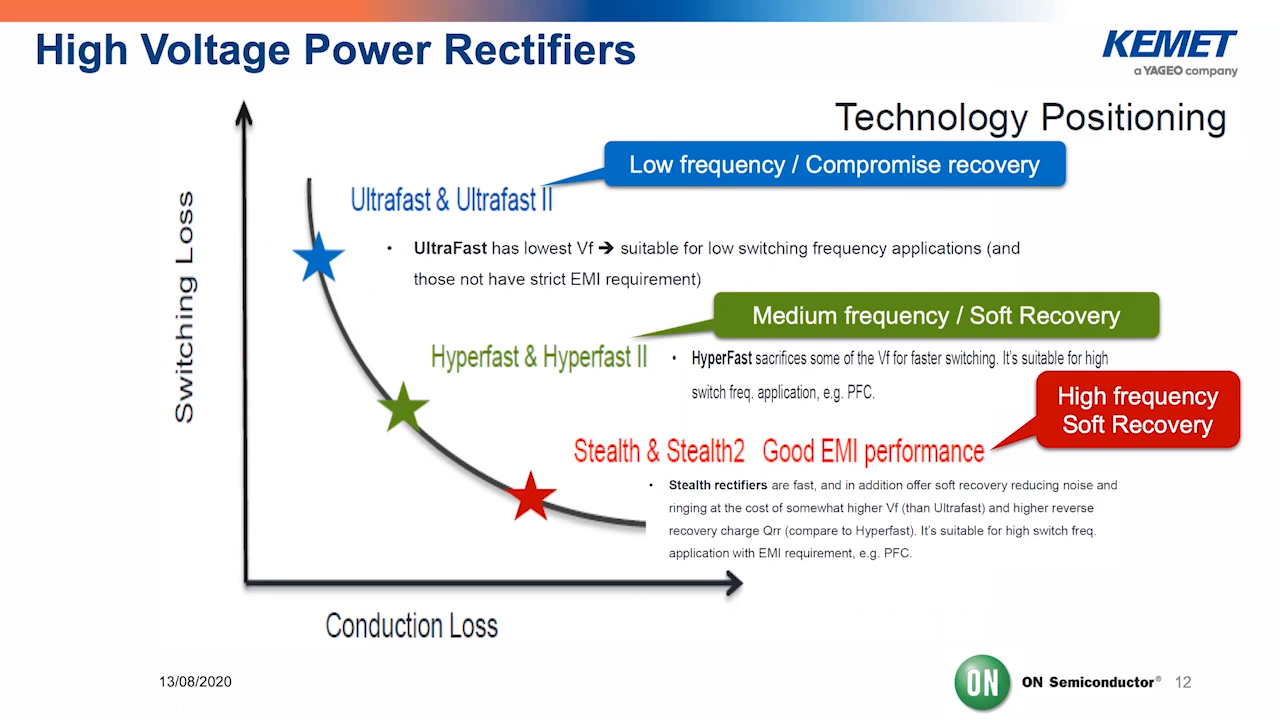 High Voltage Power Rectifiers
KEMET
a YAGEO company
Technology Positioning
Low frequency / Compromise recovery
Ultrafast & Ultrafast II
• UltraFast has lowest Vf 🡪 suitable for low switching frequency applications (and
those not have strict EMI requirement)
Medium frequency / Soft Recovery
Hyperfast & Hyperfast II
• HyperFast sacrifices some of the Vf for faster switching. It's suitable for high
switch freq. application, e.g. PFC.
High frequency
Soft Recovery
Stealth & Stealth2 Good EMI performance
• Stealth rectifiers are fast, and in addition offer soft recovery reducing noise and
ringing at the cost of somewhat higher Vf (than Ultrafast) and higher reverse
recovery charge Qrr (compare to Hyperfast). It's suitable for high switch freq.
application with EMI requirement, e.g. PFC.
Switching Loss
Conduction Loss
13/08/2020
ON
ON Semiconductor®
12